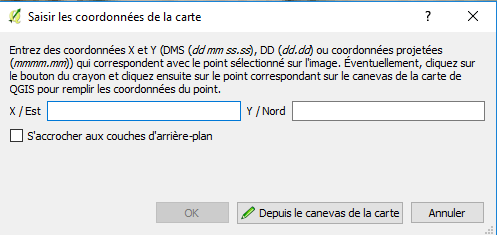 Saisir les coordonnées de la carte
?
Entrez des coordonnées X et Y (DMS (dd mm ss.ss), DD (dd.dd) ou coordonnées projetées
(mmmm.mm)) qui correspondent avec le point sélectionné sur l'image. Éventuellement, cliquez sur
le bouton du crayon et cliquez ensuite sur le point correspondant sur le canevas de la carte de
QGIS pour remplir les coordonnées du point.
X / Est Y / Nord
S'accrocher aux couches d'arrière-plan
OK Depuis le canevas de la carte Annuler